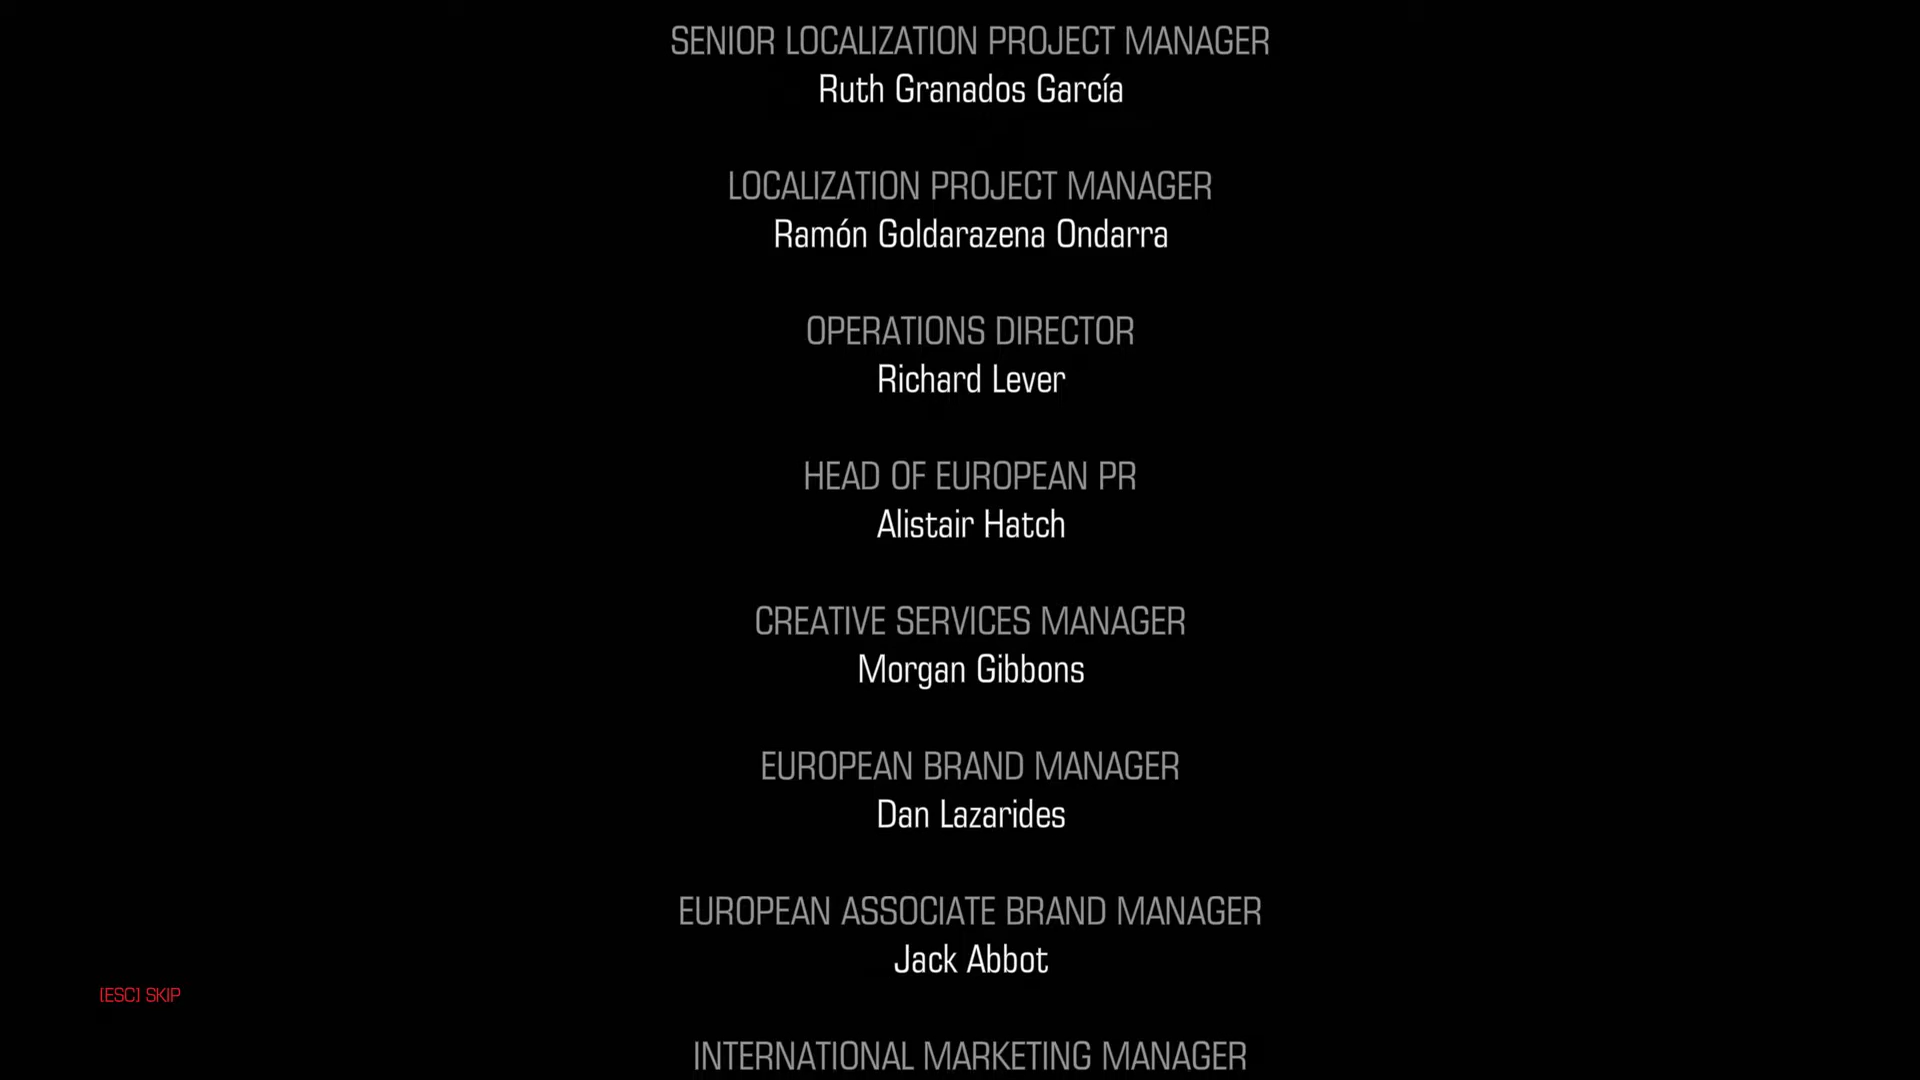 SENIOR LOCALIZATION PROJECT MANAGER
Ruth Granados García
LOCALIZATION PROJECT MANAGER
Ramón Goldarazena Ondarra
OPERATIONS DIRECTOR
Richard Lever
HEAD OF EUROPEAN PR
Alistair Hatch
CREATIVE SERVICES MANAGER
Morgan Gibbons
EUROPEAN BRAND MANAGER
Dan Lazarides
EUROPEAN ASSOCIATE BRAND MANAGER
Jack Abbot
[ESC] SKIP
INTERNATIONAL MARKETING MANAGER